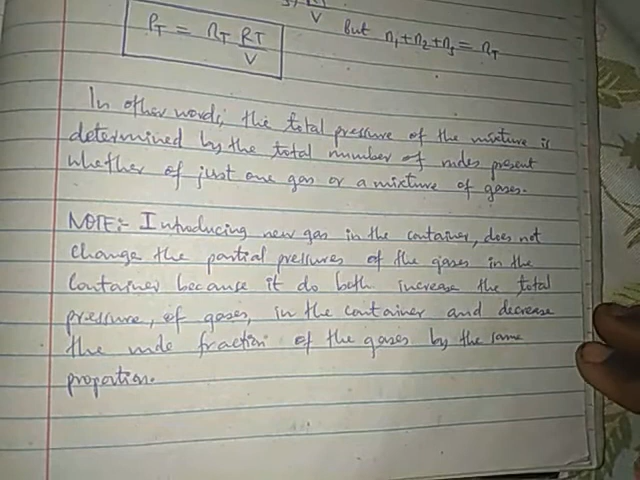 P_T = n_T RT/V But n₁+n₂+n₃ = n_T
In other words, the total pressure of the mixture is
determined by the total number of moles present
whether of just one gas or a mixture of gases.
NOTE:- Introducing new gas in the container, does not
change the partial pressures of the gases in the
Container because it do both increase the total
pressure, of gases, in the container and decrease
the mole fraction of the gases by the same
proportion.